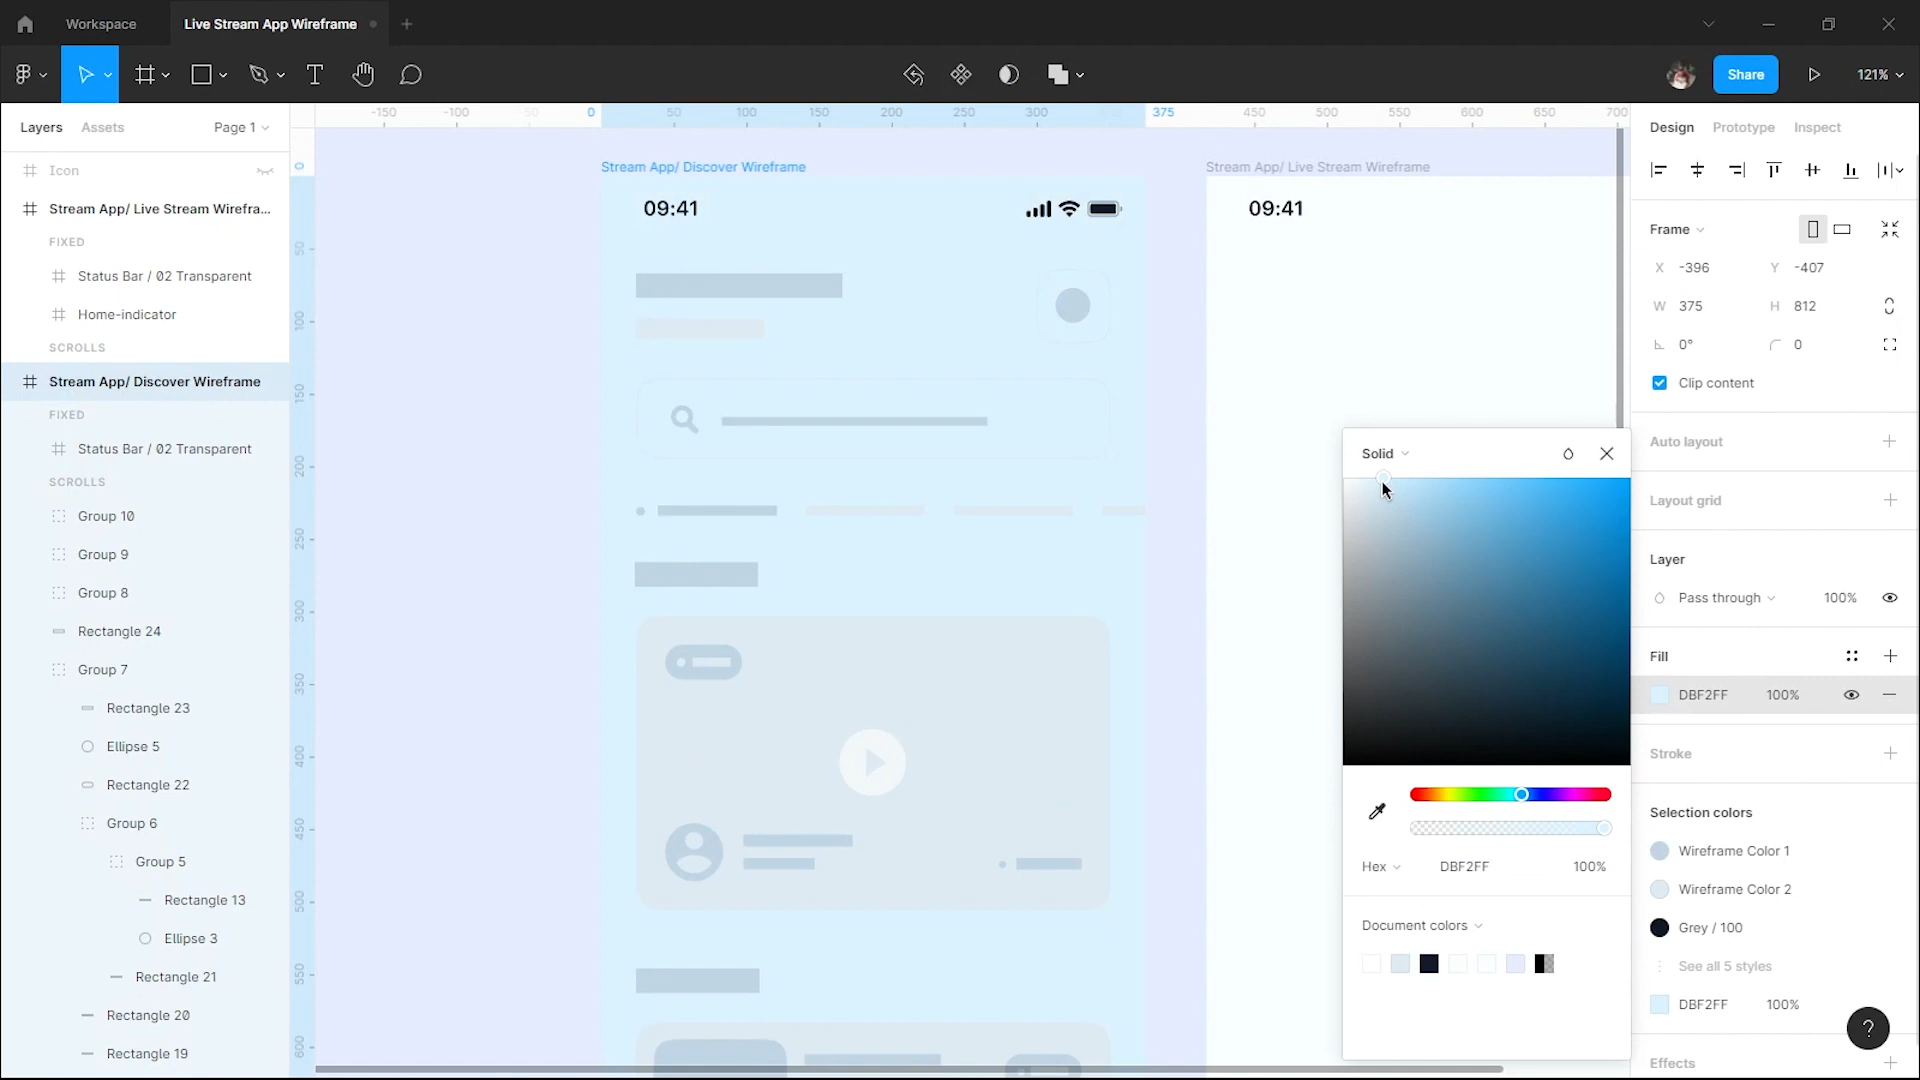 Workspace
Live Stream App Wireframe
Share
121%
Layers
Assets
Page 1
Icon
Stream App/ Live Stream Wirefra...
FIXED
Status Bar / 02 Transparent
Home-indicator
SCROLLS
Stream App/ Discover Wireframe
FIXED
Status Bar / 02 Transparent
SCROLLS
Group 10
Group 9
Group 8
Rectangle 24
Group 7
Rectangle 23
Ellipse 5
Rectangle 22
Group 6
Group 5
Rectangle 13
Ellipse 3
Rectangle 21
Rectangle 20
Rectangle 19
-150 -100 -50 0 50 100 150 200 250 300 375 450 500 550 600 650 700
0
50
100
150
200
250
300
350
400
450
500
550
600
Stream App/ Discover Wireframe
Stream App/ Live Stream Wireframe
09:41
09:41
Solid
Hex DBF2FF 100%
Document colors
Design
Prototype
Inspect
Frame
X -396 Y -407
W 375 H 812
0° 0
Clip content
Auto layout
Layout grid
Layer
Pass through 100%
Fill
DBF2FF 100%
Stroke
Selection colors
Wireframe Color 1
Wireframe Color 2
Grey / 100
See all 5 styles
DBF2FF 100%
Effects
?